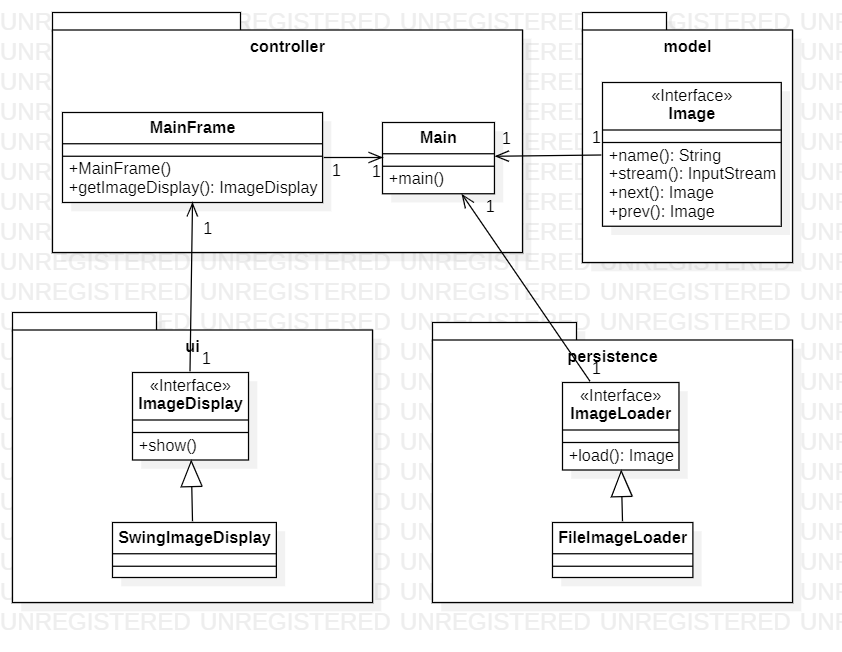 controller
MainFrame
+MainFrame()
+getImageDisplay(): ImageDisplay
1
1
Main
+main()
1
1
model
«Interface»
Image
+name(): String
+stream(): InputStream
+next(): Image
+prev(): Image
1
1
ui
1
«Interface»
ImageDisplay
+show()
SwingImageDisplay
persistence
1
«Interface»
ImageLoader
+load(): Image
FileImageLoader
UNREGISTERED UNREGISTERED UNREGISTERED UNREGISTERED